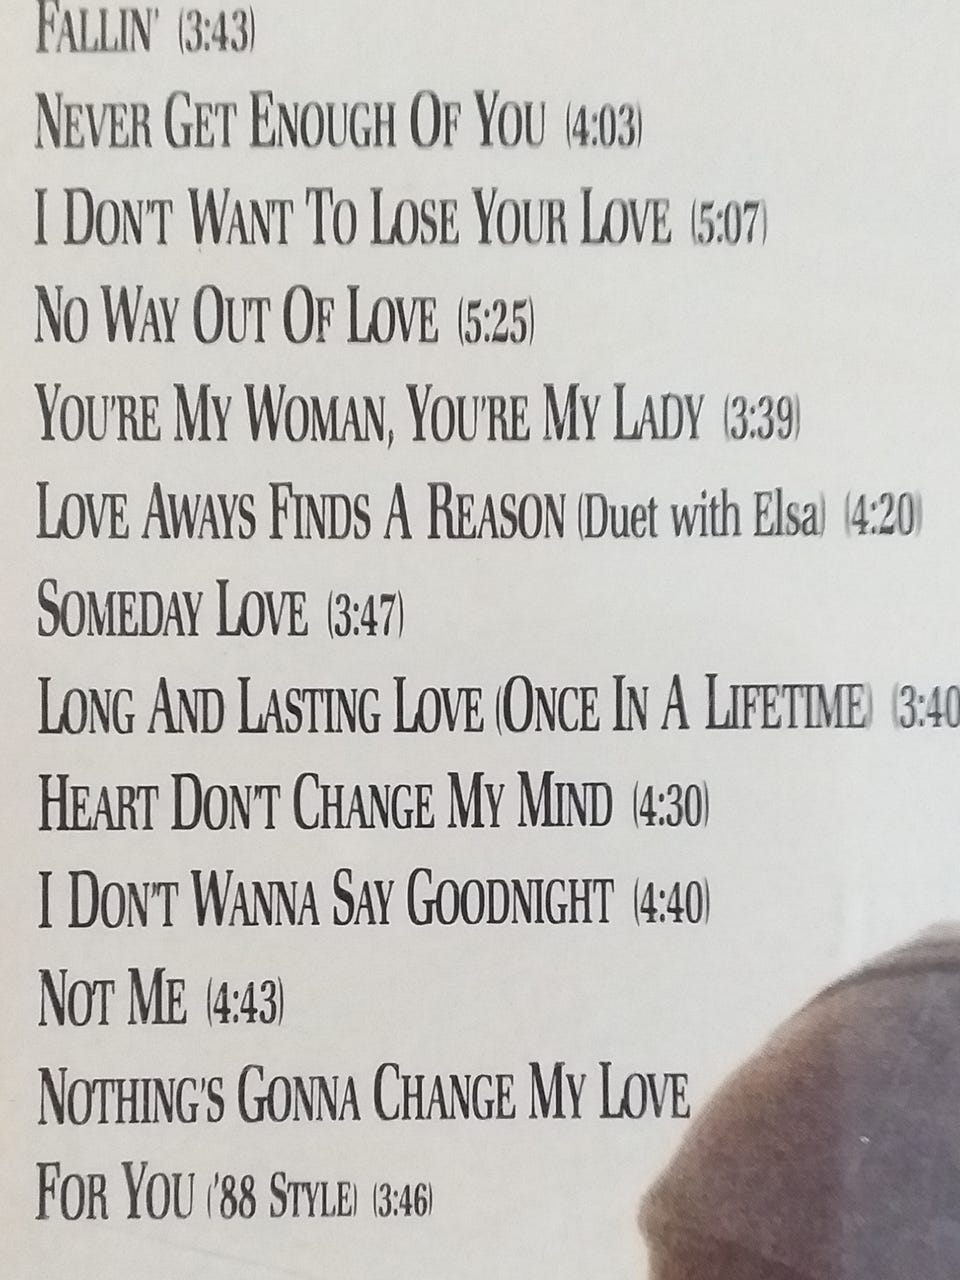 FALLIN' (3:43)
NEVER GET ENOUGH OF YOU (4:03)
I DON'T WANT TO LOSE YOUR LOVE (5:07)
NO WAY OUT OF LOVE (5:25)
YOU'RE MY WOMAN, YOU'RE MY LADY (3:39)
LOVE AWAYS FINDS A REASON (Duet with Elsa) (4:20)
SOMEDAY LOVE (3:47)
LONG AND LASTING LOVE (ONCE IN A LIFETIME) (3:40
HEART DON'T CHANGE MY MIND (4:30)
I DON'T WANNA SAY GOODNIGHT (4:40)
NOT ME (4:43)
NOTHING'S GONNA CHANGE MY LOVE
FOR YOU ('88 STYLE) (3:46)